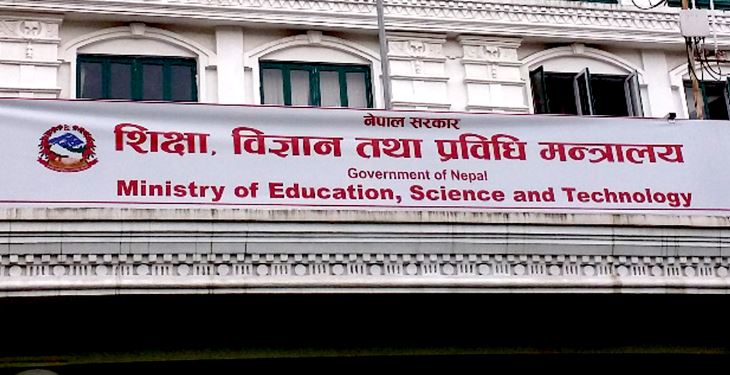 नेपाल सरकार
शिक्षा, विज्ञान तथा प्रविधि मन्त्रालय
Government of Nepal
Ministry of Education, Science and Technology